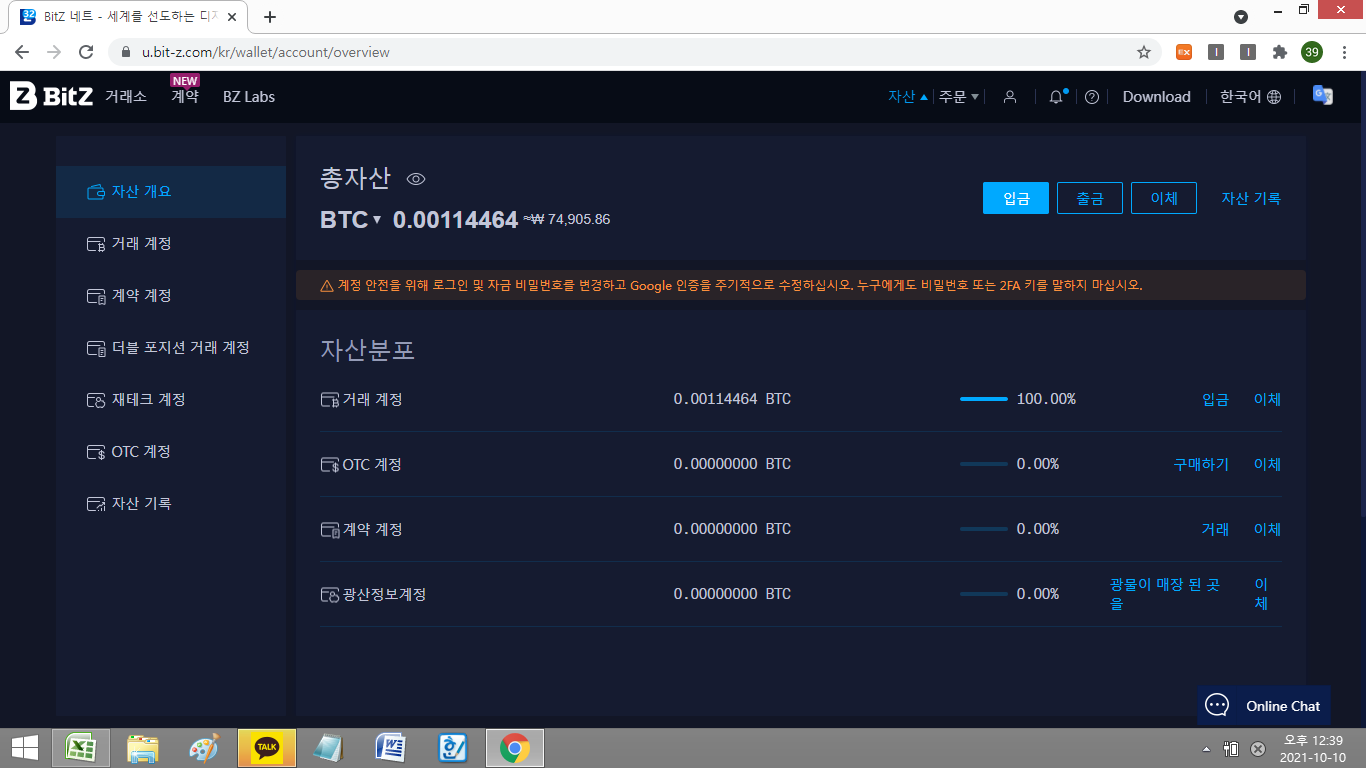 BitZ 네트 - 세계를 선도하는 디지
u.bit-z.com/kr/wallet/account/overview
39
BitZ 거래소 계약 NEW BZ Labs 자산 주문 Download 한국어
자산 개요
거래 계정
계약 계정
더블 포지션 거래 계정
재테크 계정
OTC 계정
자산 기록
총자산
BTC 0.00114464 ≈₩ 74,905.86
입금 출금 이체 자산 기록
계정 안전을 위해 로그인 및 자금 비밀번호를 변경하고 Google 인증을 주기적으로 수정하십시오. 누구에게도 비밀번호 또는 2FA 키를 말하지 마십시오.
자산분포
거래 계정 0.00114464 BTC 100.00% 입금 이체
OTC 계정 0.00000000 BTC 0.00% 구매하기 이체
계약 계정 0.00000000 BTC 0.00% 거래 이체
광산정보계정 0.00000000 BTC 0.00% 광물이 매장 된 곳
을
이
체
Online Chat
TALK
오후 12:39
2021-10-10